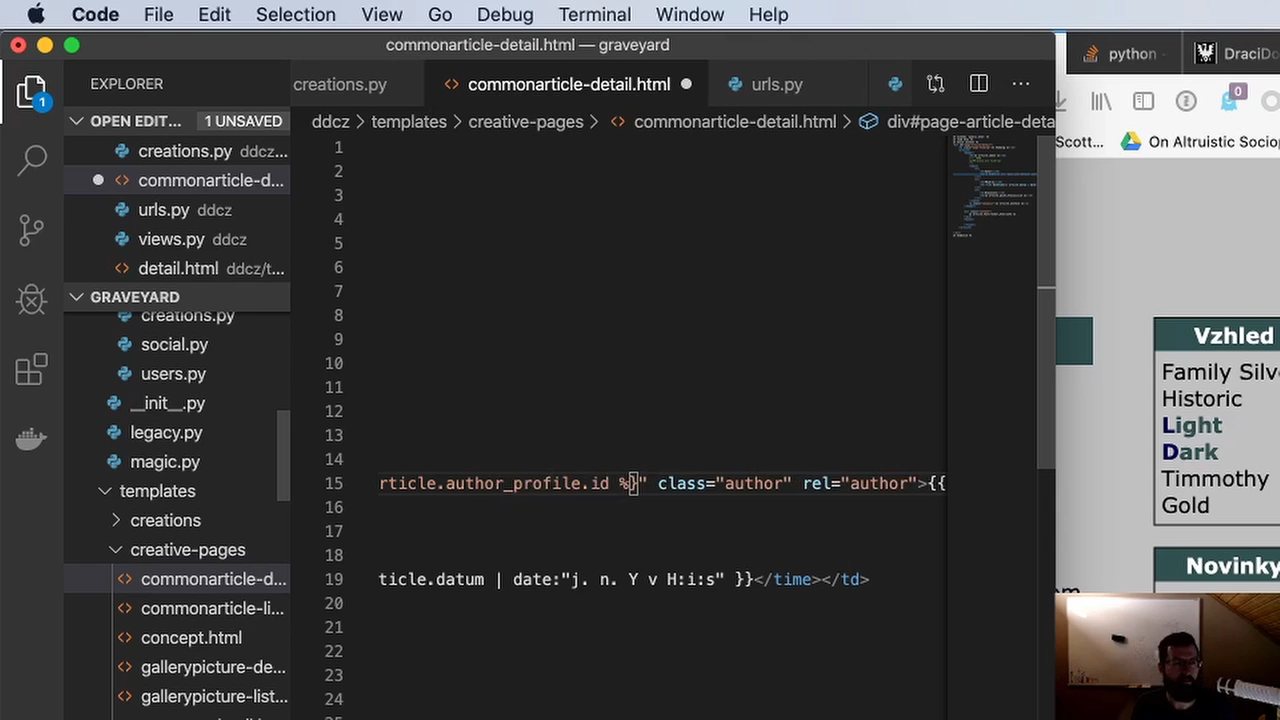 Code File Edit Selection View Go Debug Terminal Window Help
commonarticle-detail.html — graveyard
python
DraciDo
EXPLORER
creations.py
commonarticle-detail.html
urls.py
0
1
OPEN EDIT... 1 UNSAVED
ddcz > templates > creative-pages > commonarticle-detail.html > div#page-article-deta
Scott...
On Altruistic Sociop
creations.py ddcz...
commonarticle-d...
urls.py ddcz
views.py ddcz
detail.html ddcz/t...
GRAVEYARD
creations.py
social.py
users.py
__init__.py
legacy.py
magic.py
templates
creations
creative-pages
commonarticle-d...
commonarticle-li...
concept.html
gallerypicture-de...
gallerypicture-list...
1
2
3
4
5
6
7
8
9
10
11
12
13
14
15 rticle.author_profile.id %}" class="author" rel="author">{{
16
17
18
19 ticle.datum | date:"j. n. Y v H:i:s" }}</time></td>
20
21
22
23
24
Vzhled
Family Silve
Historic
Light
Dark
Timmothy
Gold
Novinky